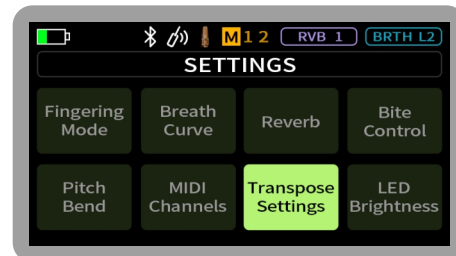 M 1 2 RVB 1 BRTH L2
SETTINGS
Fingering Mode
Breath Curve
Reverb
Bite Control
Pitch Bend
MIDI Channels
Transpose Settings
LED Brightness